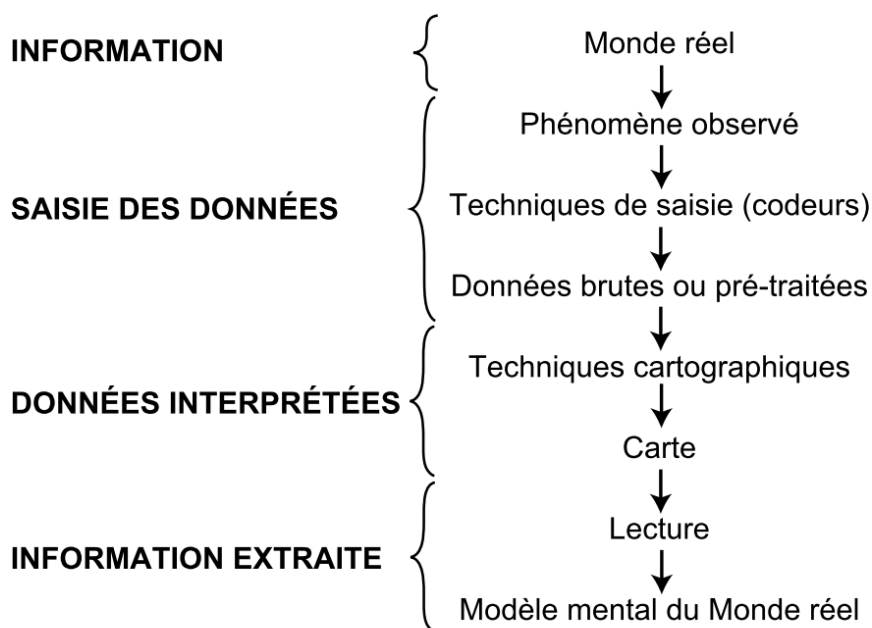 INFORMATION
Monde réel
Phénomène observé
SAISIE DES DONNÉES
Techniques de saisie (codeurs)
Données brutes ou pré-traitées
Techniques cartographiques
DONNÉES INTERPRÉTÉES
Carte
Lecture
INFORMATION EXTRAITE
Modèle mental du Monde réel